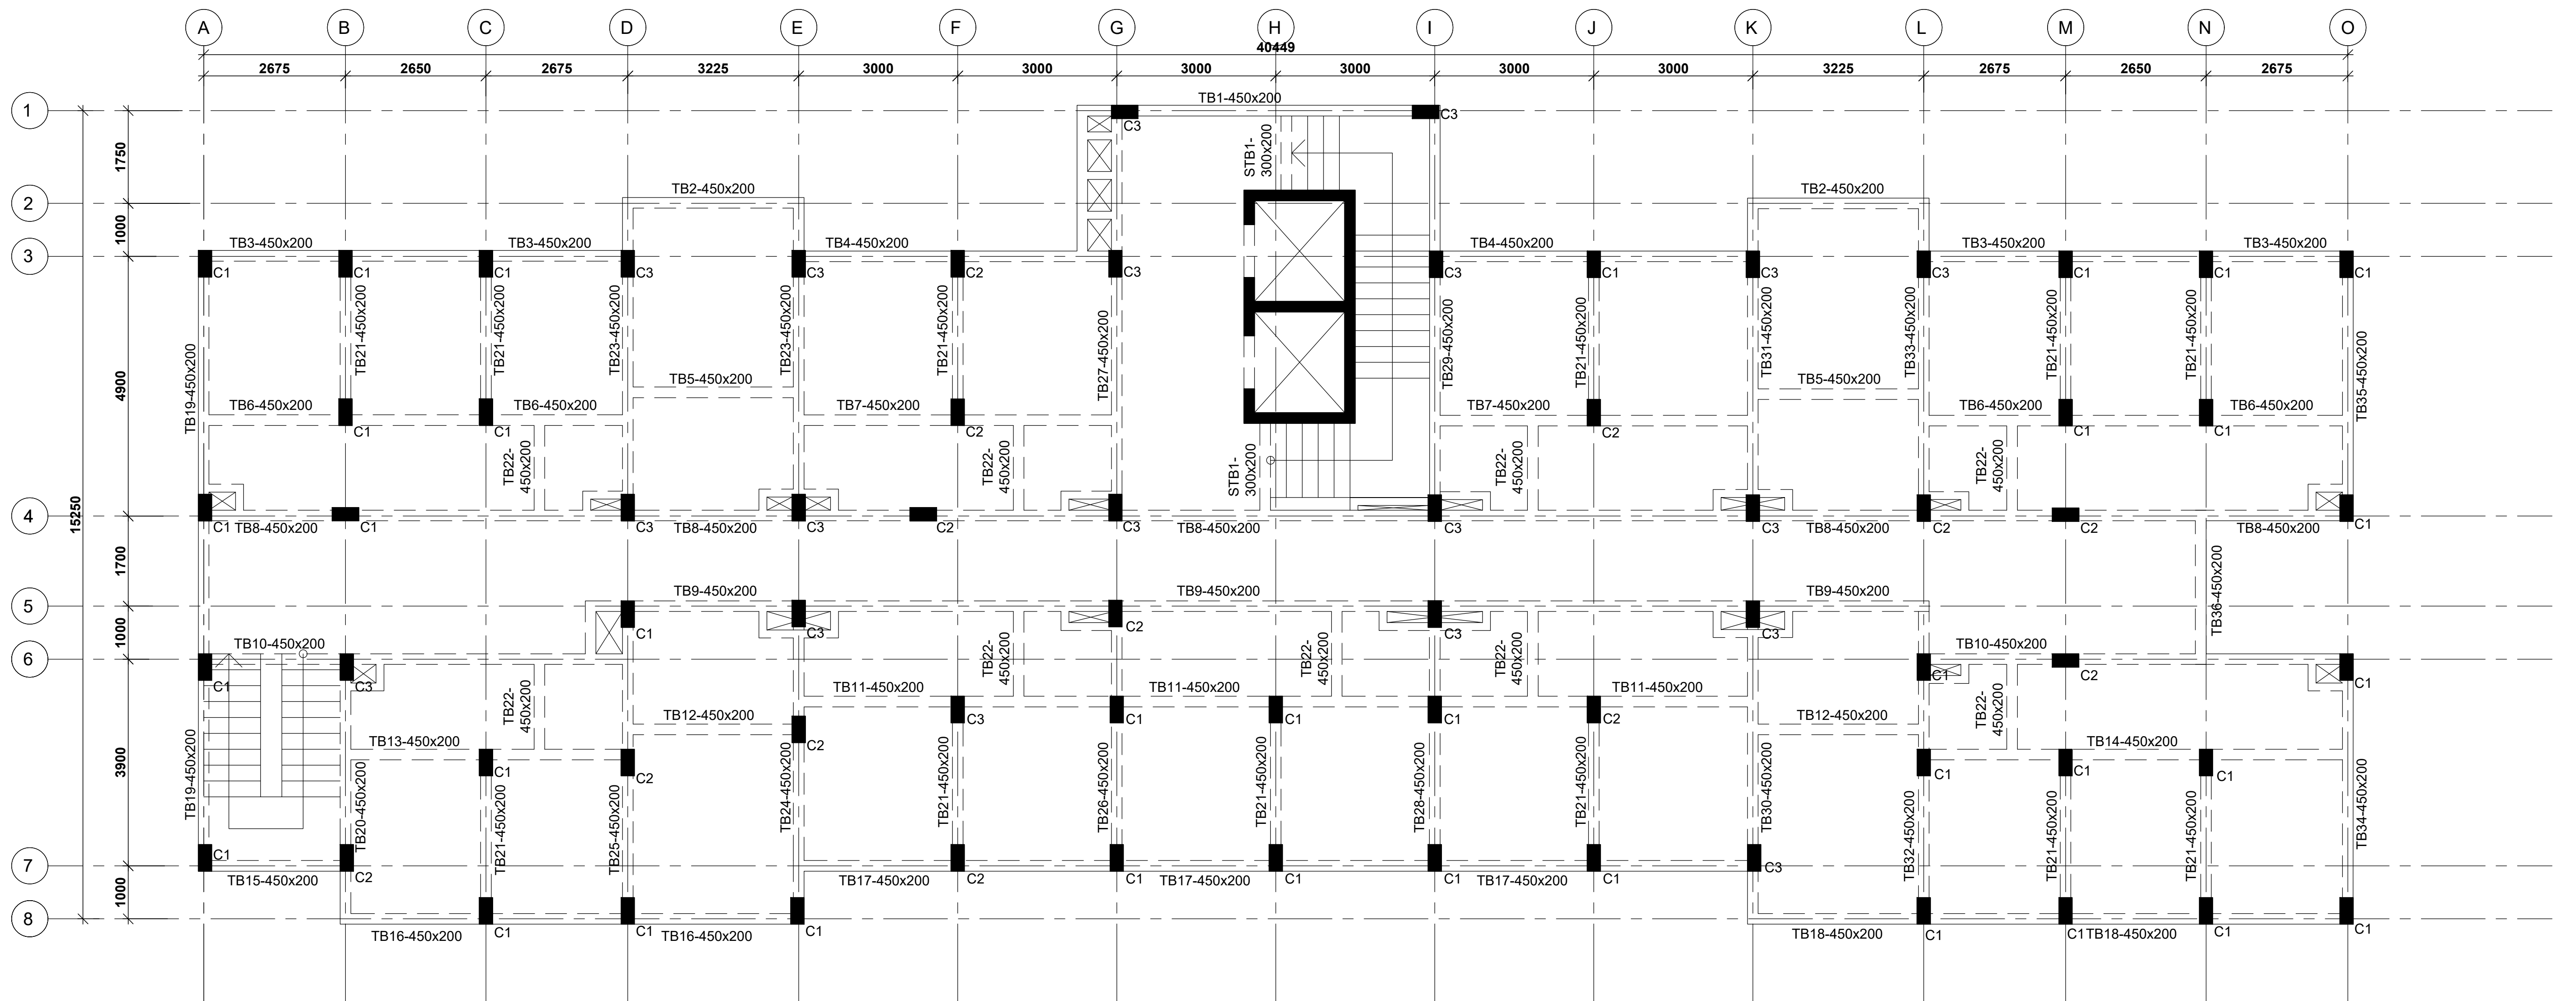 A B C D E F G H I J K L M N O
40449
2675 2650 2675 3225 3000 3000 3000 3000 3000 3000 3225 2675 2650 2675
1
TB1-450x200
C3 C3
1750
STB1-
300x200
2
TB2-450x200 TB2-450x200
1000
3
TB3-450x200 TB3-450x200 TB4-450x200 TB4-450x200 TB3-450x200 TB3-450x200
C1 C1 C1 C3 C3 C2 C3 C3 C1 C3 C3 C1 C1 C1
TB19-450x200
TB21-450x200
TB21-450x200
TB23-450x200
TB23-450x200
TB21-450x200
TB27-450x200
TB29-450x200
TB21-450x200
TB31-450x200
TB33-450x200
TB21-450x200
TB21-450x200
TB35-450x200
4900
TB5-450x200 TB5-450x200
TB6-450x200 TB6-450x200 TB7-450x200 TB7-450x200 TB6-450x200 TB6-450x200
C1 C1 C2 C2 C1 C1
TB22-
450x200
TB22-
450x200
STB1-
300x200
TB22-
450x200
TB22-
450x200
4
C1 C1 C3 C3 C2 C3 C3 C3 C2 C2 C1
TB8-450x200 TB8-450x200 TB8-450x200 TB8-450x200 TB8-450x200
15250
1700
TB36-450x200
5
TB9-450x200 TB9-450x200 TB9-450x200
C1 C3 C2 C3 C3
1000
TB10-450x200 TB10-450x200
6
C1 C3 C1 C2 C1
TB22-
450x200
TB22-
450x200
TB22-
450x200
TB22-
450x200
TB22-
450x200
TB11-450x200 TB11-450x200 TB11-450x200
C3 C1 C1 C1 C2
TB12-450x200 TB12-450x200
C2
TB13-450x200 TB14-450x200
C1 C2 C1 C1 C1
3900
TB19-450x200
TB20-450x200
TB21-450x200
TB25-450x200
TB24-450x200
TB21-450x200
TB26-450x200
TB21-450x200
TB28-450x200
TB21-450x200
TB30-450x200
TB32-450x200
TB21-450x200
TB21-450x200
TB34-450x200
7
C1 C2 C2 C1 C1 C1 C1 C3
TB15-450x200 TB17-450x200 TB17-450x200 TB17-450x200
1000
8
TB16-450x200 C1 C1 TB16-450x200 C1 TB18-450x200 C1 C1 TB18-450x200 C1 C1